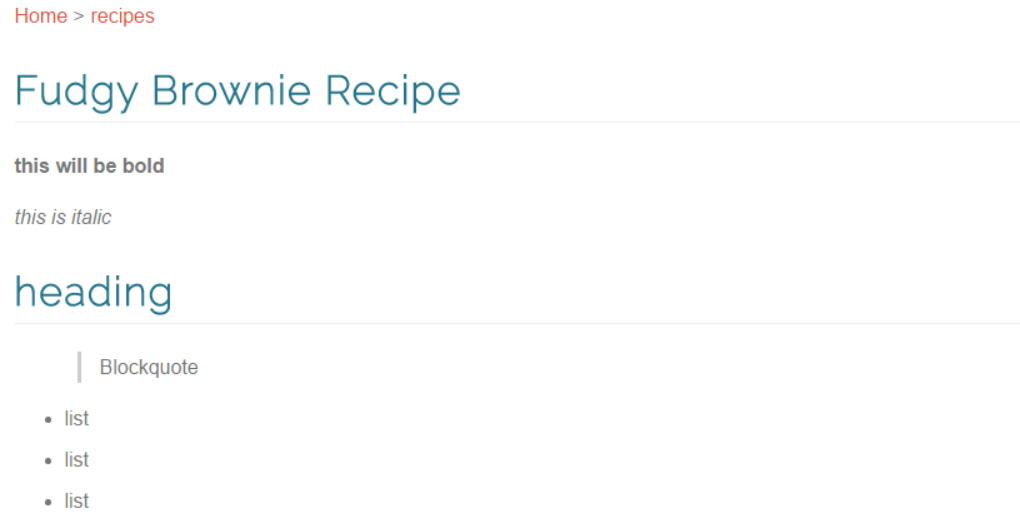 Home > recipes
Fudgy Brownie Recipe
this will be bold
this is italic
heading
Blockquote
• list
• list
• list